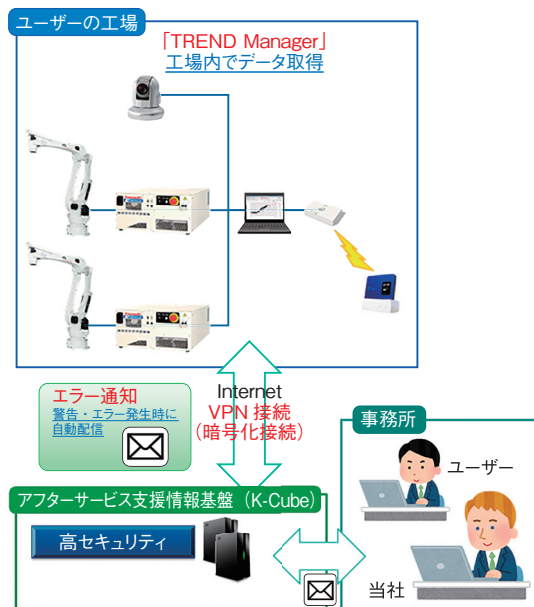 ユーザーの工場
「TREND Manager」
工場内でデータ取得
エラー通知
警告・エラー発生時に
自動配信
Internet
VPN 接続
(暗号化接続)
事務所
ユーザー
当社
アフターサービス支援情報基盤（K-Cube）
高セキュリティ